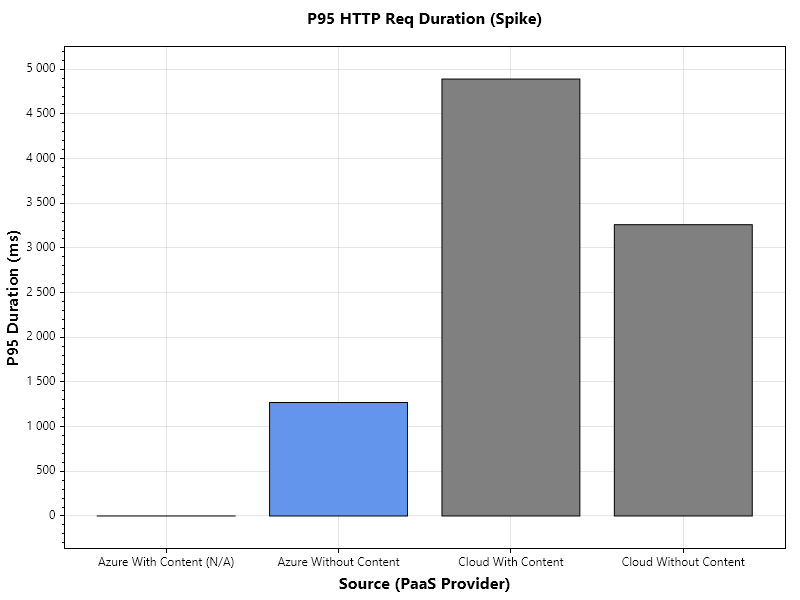 P95 HTTP Req Duration (Spike)
5 000
4 500
4 000
3 500
3 000
2 500
2 000
1 500
1 000
500
0
P95 Duration (ms)
Azure With Content (N/A)
Azure Without Content
Cloud With Content
Cloud Without Content
Source (PaaS Provider)